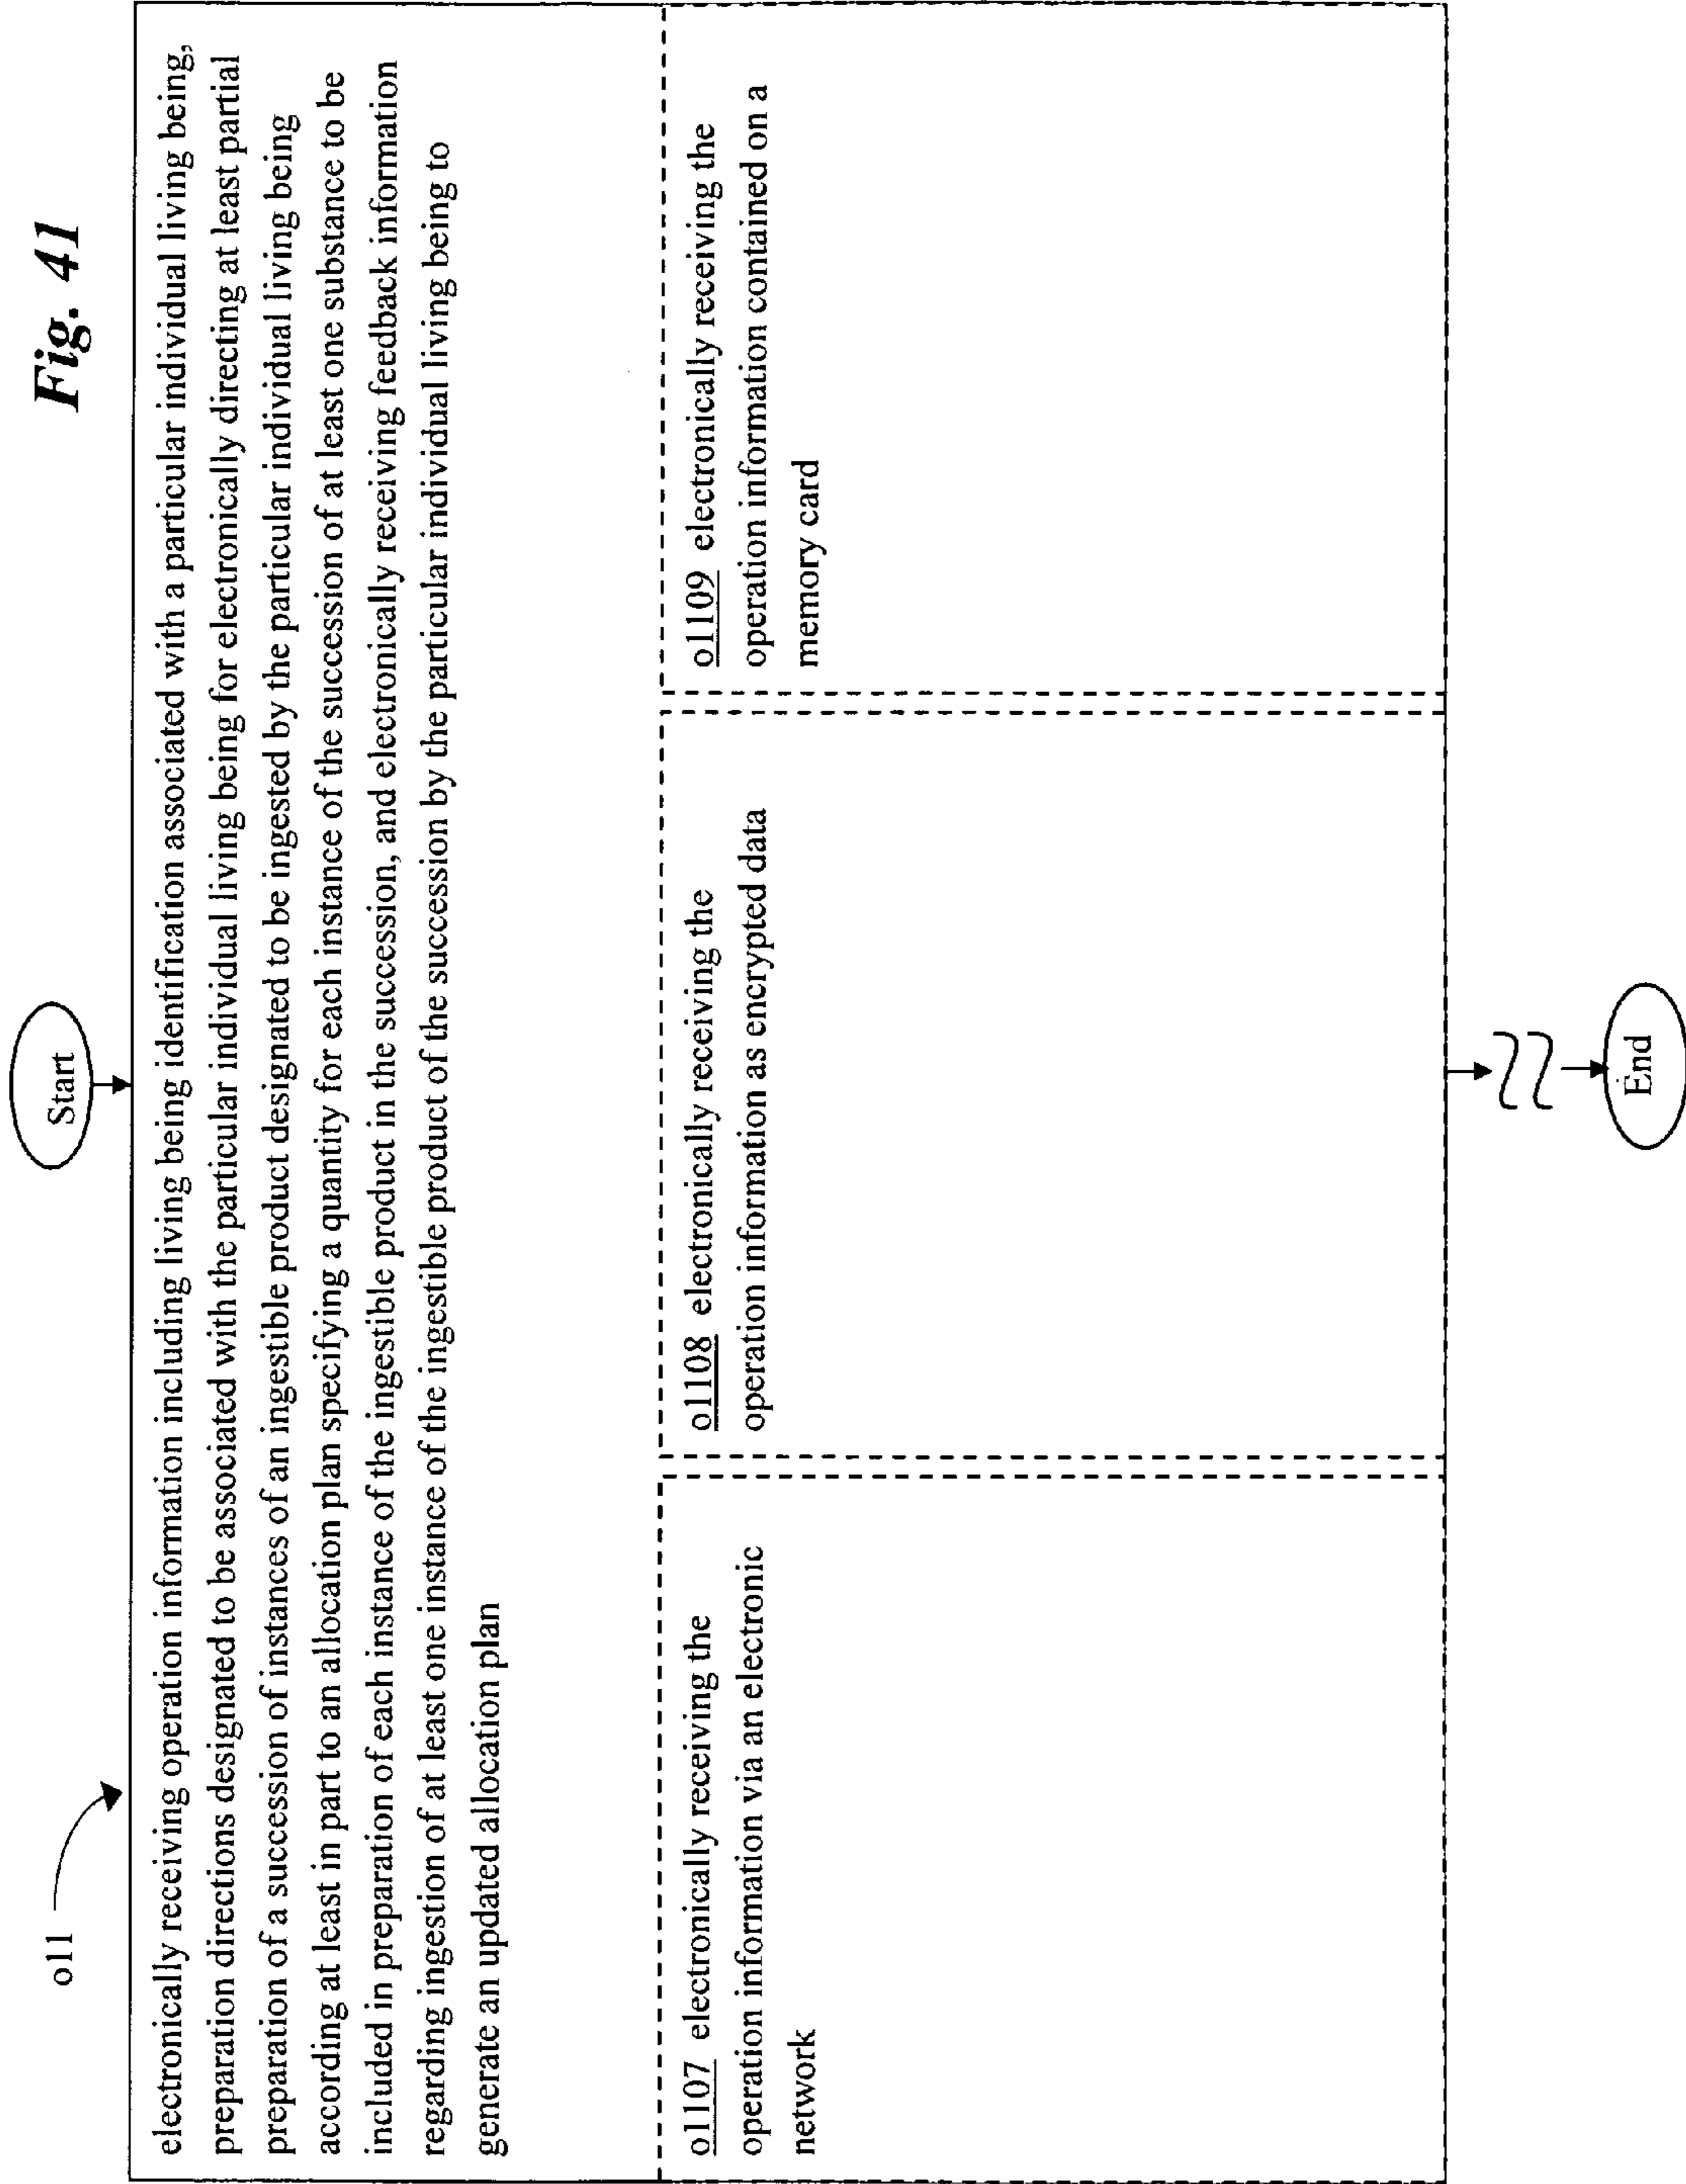 Fig. 41
Start
o11
electronically receiving operation information including living being identification associated with a particular individual living being,
preparation directions designated to be associated with the particular individual living being for electronically directing at least partial
preparation of a succession of instances of an ingestible product designated to be ingested by the particular individual living being
according at least in part to an allocation plan specifying a quantity for each instance of the succession of at least one substance to be
included in preparation of each instance of the ingestible product in the succession, and electronically receiving feedback information
regarding ingestion of at least one instance of the ingestible product of the succession by the particular individual living being to
generate an updated allocation plan
o1107 electronically receiving the
operation information via an electronic
network
o1108 electronically receiving the
operation information as encrypted data
o1109 electronically receiving the
operation information contained on a
memory card
End